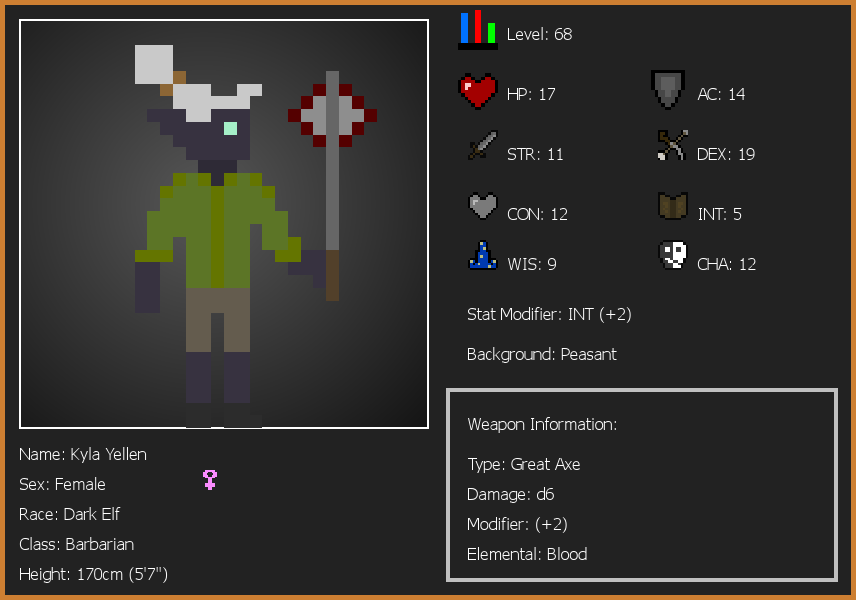 Level: 68
HP: 17
AC: 14
STR: 11
DEX: 19
CON: 12
INT: 5
WIS: 9
CHA: 12
Stat Modifier: INT (+2)
Background: Peasant
Weapon Information:
Type: Great Axe
Damage: d6
Modifier: (+2)
Elemental: Blood
Name: Kyla Yellen
Sex: Female
Race: Dark Elf
Class: Barbarian
Height: 170cm (5'7")